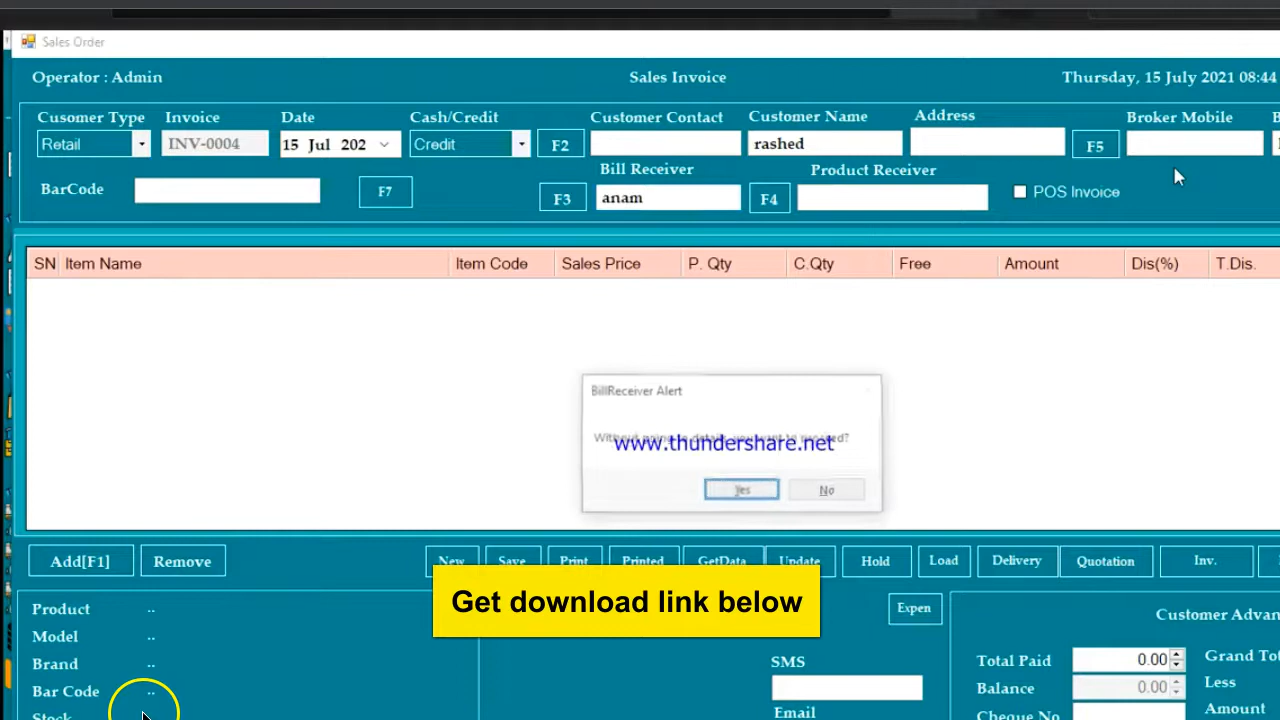 Sales Order
Operator : Admin
Sales Invoice
Thursday, 15 July 2021 08:44
Cusomer Type
Invoice
Date
Cash/Credit
Customer Contact
Customer Name
Address
Broker Mobile
Retail
INV-0004
15 Jul 202
Credit
F2
rashed
F5
BarCode
F7
Bill Receiver
Product Receiver
F3
anam
F4
POS Invoice
SN
Item Name
Item Code
Sales Price
P. Qty
C.Qty
Free
Amount
Dis(%)
T.Dis.
BillReceiver Alert
www.thundershare.net
Yes
No
Add[F1]
Remove
New
Save
Print
Printed
GetData
Update
Hold
Load
Delivery
Quotation
Inv.
Get download link below
Expen
Product ..
Model ..
Brand ..
Bar Code ..
Stock
SMS
Email
Customer Advan
Total Paid
0.00
Grand To
Balance
0.00
Less
Cheque No
Amount